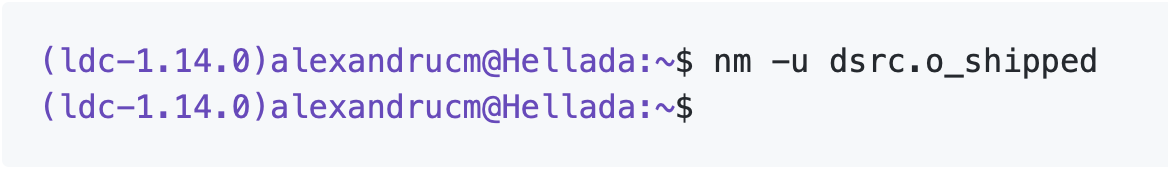 (ldc-1.14.0)alexandrucm@Hellada:~$ nm -u dsrc.o_shipped
(ldc-1.14.0)alexandrucm@Hellada:~$